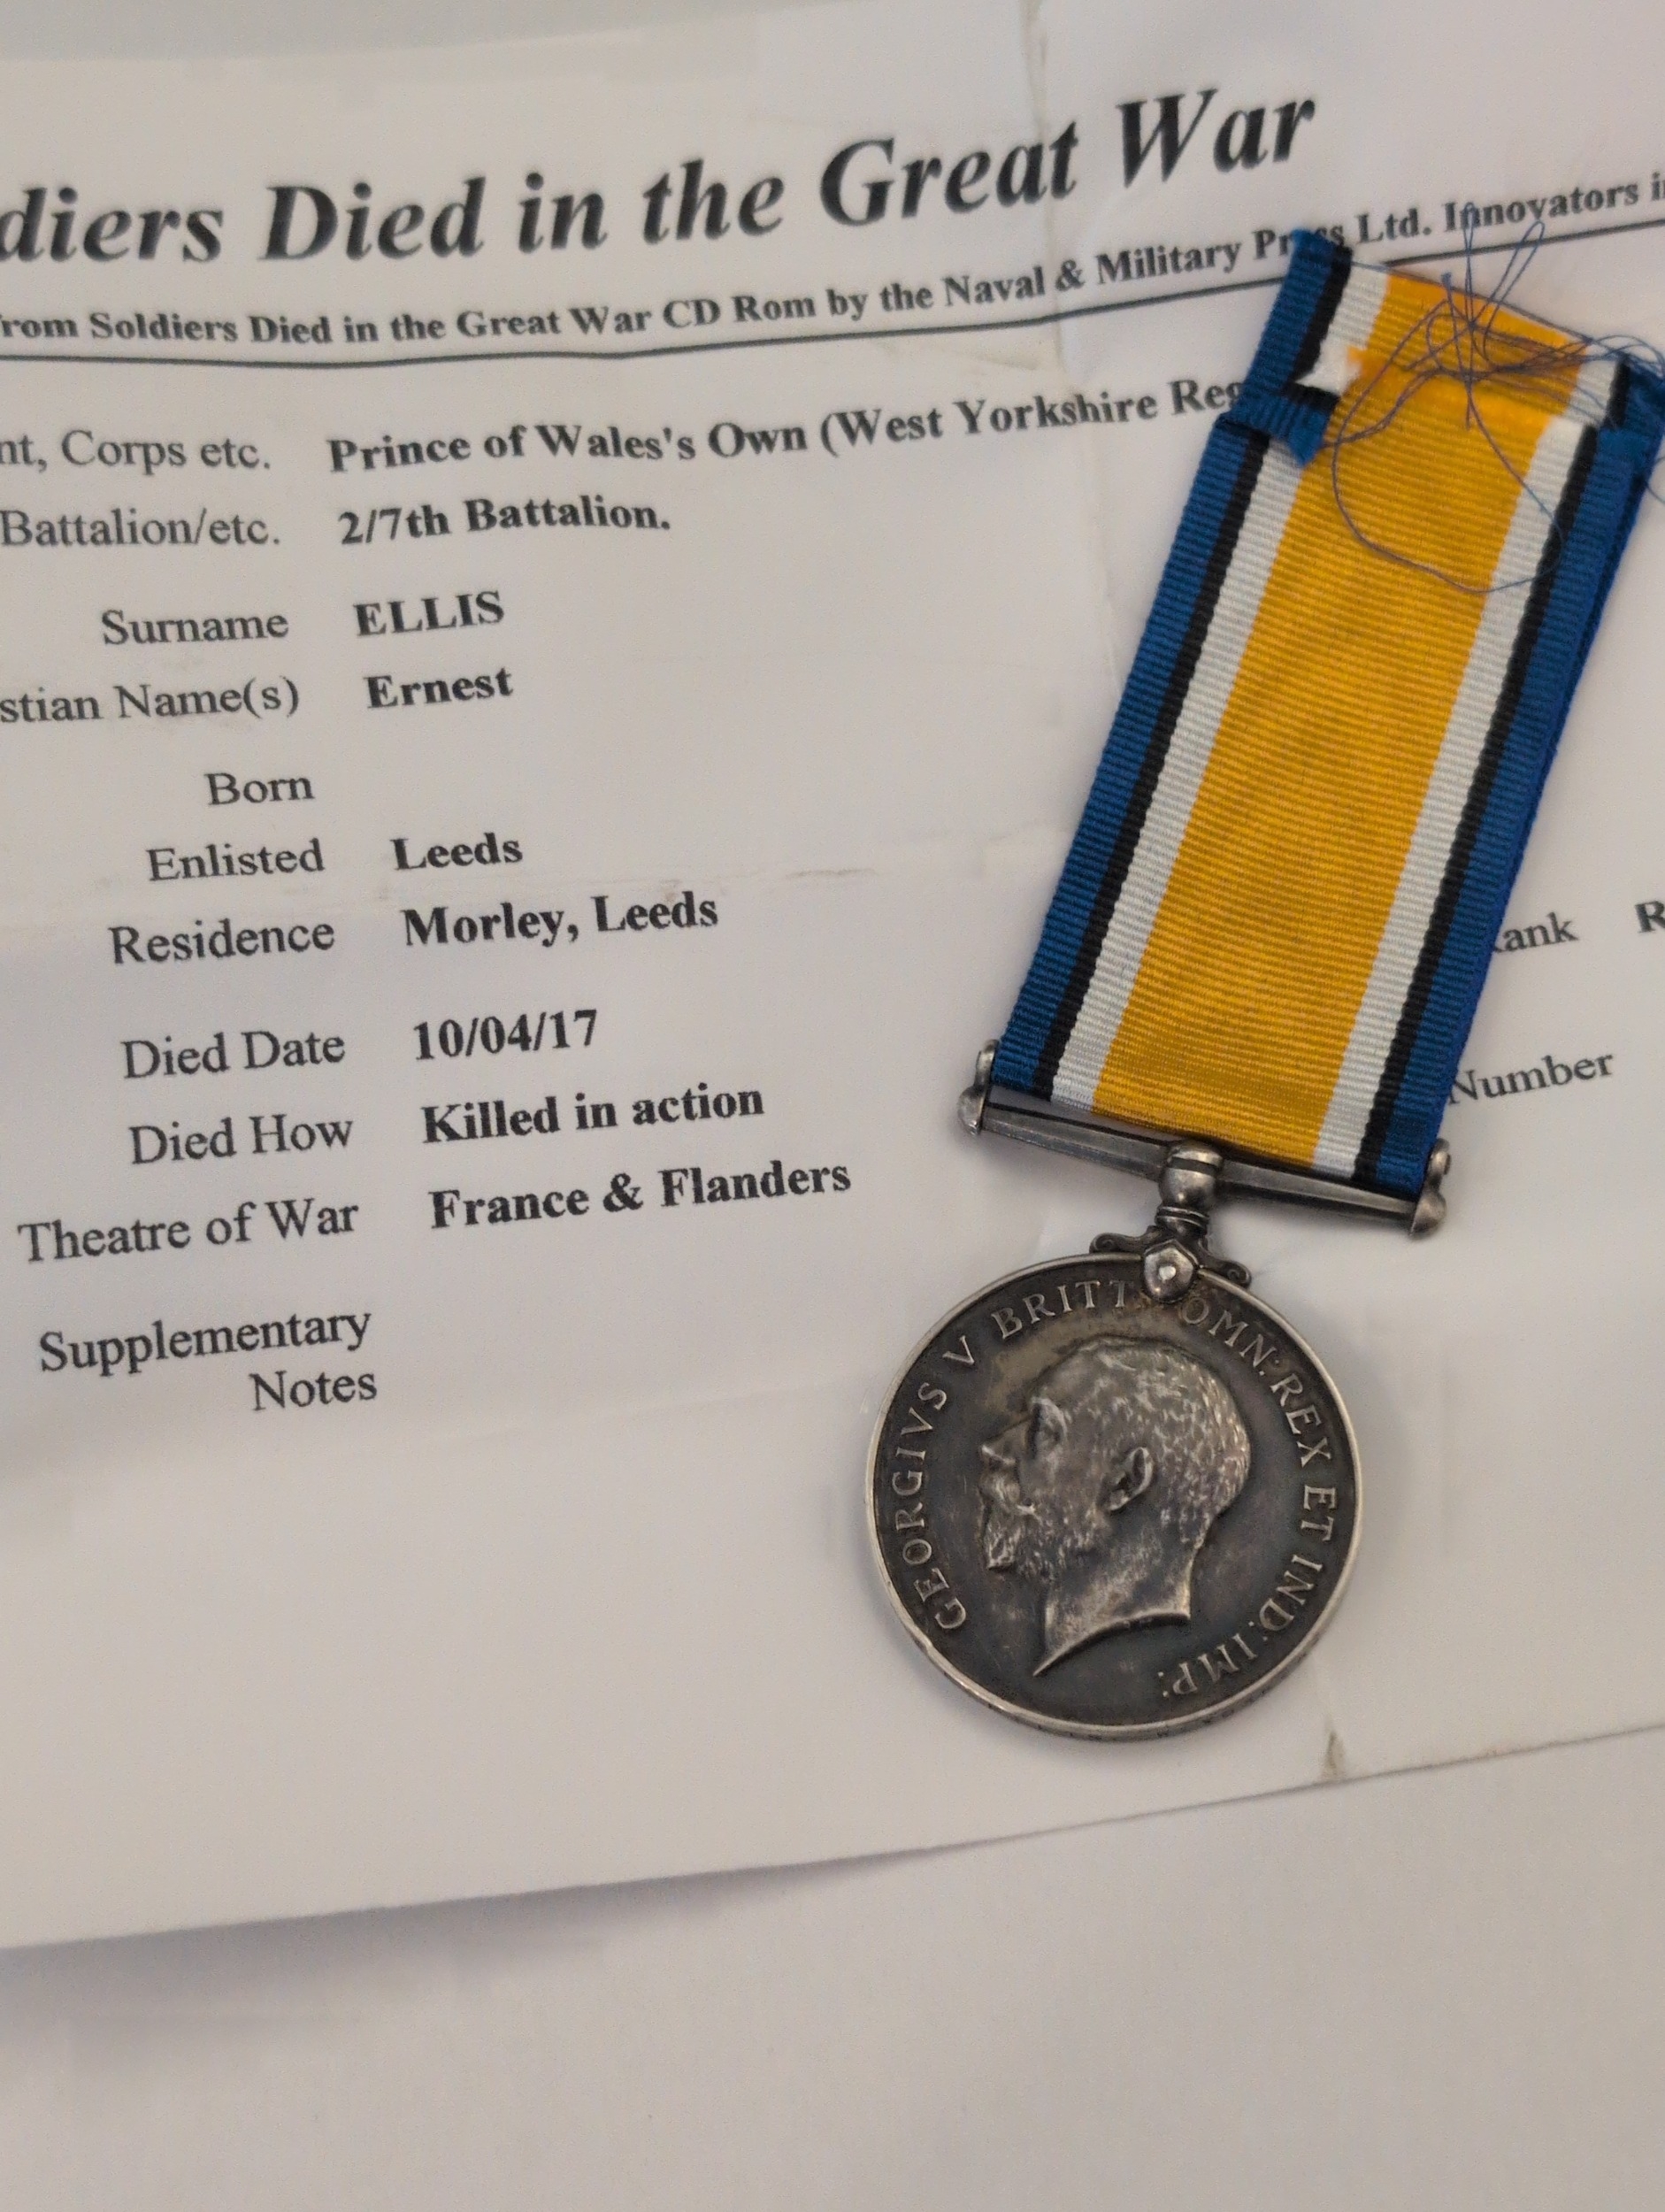 diers Died in the Great War
from Soldiers Died in the Great War CD Rom by the Naval & Military Ltd. Innovators
nt, Corps etc. Prince of Wales's Own (West Yorkshire Reg
Battalion/etc. 2/7th Battalion.
Surname ELLIS
stian Name(s) Ernest
Born
Enlisted Leeds
Residence Morley, Leeds
ank R
Died Date 10/04/17
Number
Died How Killed in action
Theatre of War France & Flanders
Supplementary
Notes
GEORGIVS V BRITT OMN: REX ET IND: IMP: